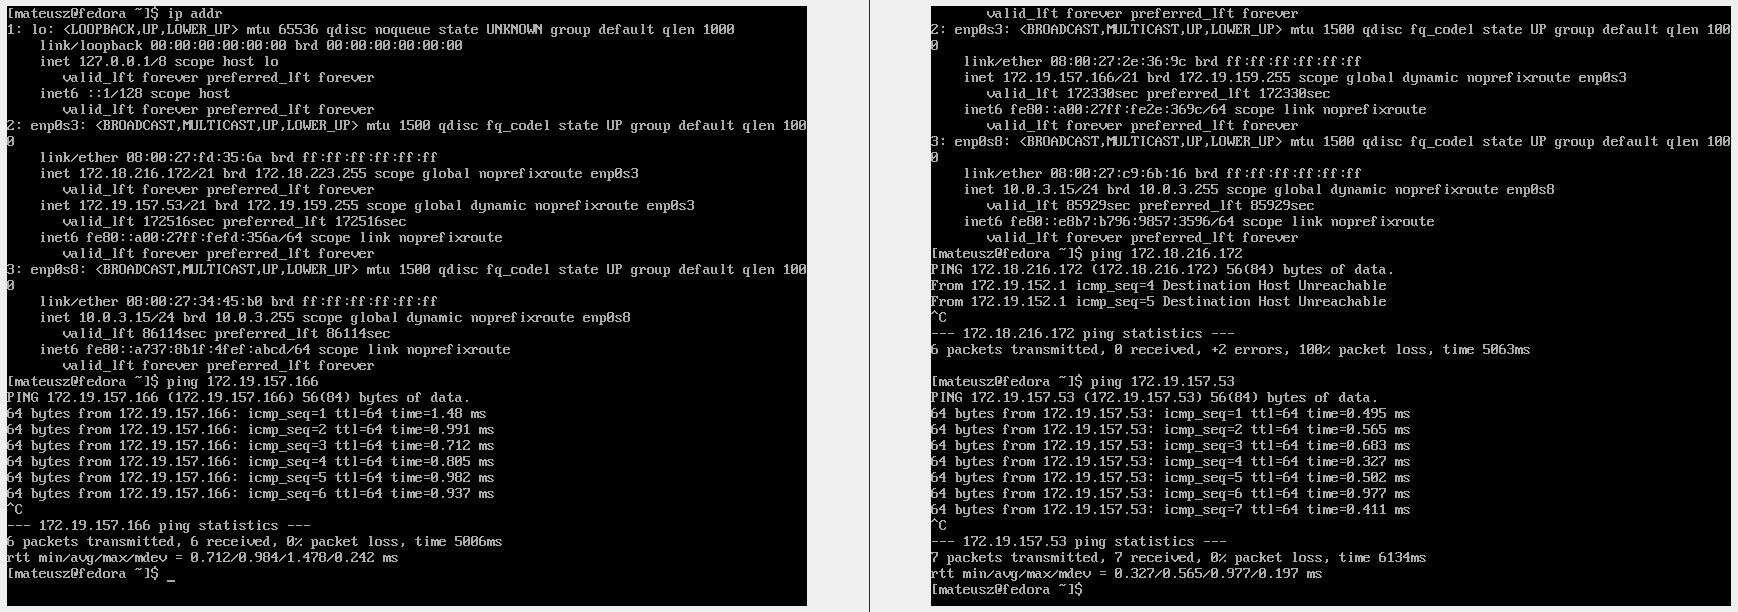 [mateusz@fedora ~]$ ip addr
1: lo: <LOOPBACK,UP,LOWER_UP> mtu 65536 qdisc noqueue state UNKNOWN group default qlen 1000
    link/loopback 00:00:00:00:00:00 brd 00:00:00:00:00:00
    inet 127.0.0.1/8 scope host lo
       valid_lft forever preferred_lft forever
    inet6 ::1/128 scope host
       valid_lft forever preferred_lft forever
2: enp0s3: <BROADCAST,MULTICAST,UP,LOWER_UP> mtu 1500 qdisc fq_codel state UP group default qlen 100
0
    link/ether 08:00:27:fd:35:6a brd ff:ff:ff:ff:ff:ff
    inet 172.18.216.172/21 brd 172.18.223.255 scope global noprefixroute enp0s3
       valid_lft forever preferred_lft forever
    inet 172.19.157.53/21 brd 172.19.159.255 scope global dynamic noprefixroute enp0s3
       valid_lft 172516sec preferred_lft 172516sec
    inet6 fe80::a00:27ff:fefd:356a/64 scope link noprefixroute
       valid_lft forever preferred_lft forever
3: enp0s8: <BROADCAST,MULTICAST,UP,LOWER_UP> mtu 1500 qdisc fq_codel state UP group default qlen 100
0
    link/ether 08:00:27:34:45:b0 brd ff:ff:ff:ff:ff:ff
    inet 10.0.3.15/24 brd 10.0.3.255 scope global dynamic noprefixroute enp0s8
       valid_lft 86114sec preferred_lft 86114sec
    inet6 fe80::a737:8b1f:4fef:abcd/64 scope link noprefixroute
       valid_lft forever preferred_lft forever
[mateusz@fedora ~]$ ping 172.19.157.166
PING 172.19.157.166 (172.19.157.166) 56(84) bytes of data.
64 bytes from 172.19.157.166: icmp_seq=1 ttl=64 time=1.48 ms
64 bytes from 172.19.157.166: icmp_seq=2 ttl=64 time=0.991 ms
64 bytes from 172.19.157.166: icmp_seq=3 ttl=64 time=0.712 ms
64 bytes from 172.19.157.166: icmp_seq=4 ttl=64 time=0.805 ms
64 bytes from 172.19.157.166: icmp_seq=5 ttl=64 time=0.982 ms
64 bytes from 172.19.157.166: icmp_seq=6 ttl=64 time=0.937 ms
^C
--- 172.19.157.166 ping statistics ---
6 packets transmitted, 6 received, 0% packet loss, time 5006ms
rtt min/avg/max/mdev = 0.712/0.984/1.478/0.242 ms
[mateusz@fedora ~]$ _
       valid_lft forever preferred_lft forever
2: enp0s3: <BROADCAST,MULTICAST,UP,LOWER_UP> mtu 1500 qdisc fq_codel state UP group default qlen 100
0
    link/ether 08:00:27:2e:36:9c brd ff:ff:ff:ff:ff:ff
    inet 172.19.157.166/21 brd 172.19.159.255 scope global dynamic noprefixroute enp0s3
       valid_lft 172330sec preferred_lft 172330sec
    inet6 fe80::a00:27ff:fe2e:369c/64 scope link noprefixroute
       valid_lft forever preferred_lft forever
3: enp0s8: <BROADCAST,MULTICAST,UP,LOWER_UP> mtu 1500 qdisc fq_codel state UP group default qlen 100
0
    link/ether 08:00:27:c9:6b:16 brd ff:ff:ff:ff:ff:ff
    inet 10.0.3.15/24 brd 10.0.3.255 scope global dynamic noprefixroute enp0s8
       valid_lft 85929sec preferred_lft 85929sec
    inet6 fe80::e8b7:b796:9857:3596/64 scope link noprefixroute
       valid_lft forever preferred_lft forever
[mateusz@fedora ~]$ ping 172.18.216.172
PING 172.18.216.172 (172.18.216.172) 56(84) bytes of data.
From 172.19.152.1 icmp_seq=4 Destination Host Unreachable
From 172.19.152.1 icmp_seq=5 Destination Host Unreachable
^C
--- 172.18.216.172 ping statistics ---
6 packets transmitted, 0 received, +2 errors, 100% packet loss, time 5063ms

[mateusz@fedora ~]$ ping 172.19.157.53
PING 172.19.157.53 (172.19.157.53) 56(84) bytes of data.
64 bytes from 172.19.157.53: icmp_seq=1 ttl=64 time=0.495 ms
64 bytes from 172.19.157.53: icmp_seq=2 ttl=64 time=0.565 ms
64 bytes from 172.19.157.53: icmp_seq=3 ttl=64 time=0.683 ms
64 bytes from 172.19.157.53: icmp_seq=4 ttl=64 time=0.327 ms
64 bytes from 172.19.157.53: icmp_seq=5 ttl=64 time=0.502 ms
64 bytes from 172.19.157.53: icmp_seq=6 ttl=64 time=0.977 ms
64 bytes from 172.19.157.53: icmp_seq=7 ttl=64 time=0.411 ms
^C
--- 172.19.157.53 ping statistics ---
7 packets transmitted, 7 received, 0% packet loss, time 6134ms
rtt min/avg/max/mdev = 0.327/0.565/0.977/0.197 ms
[mateusz@fedora ~]$